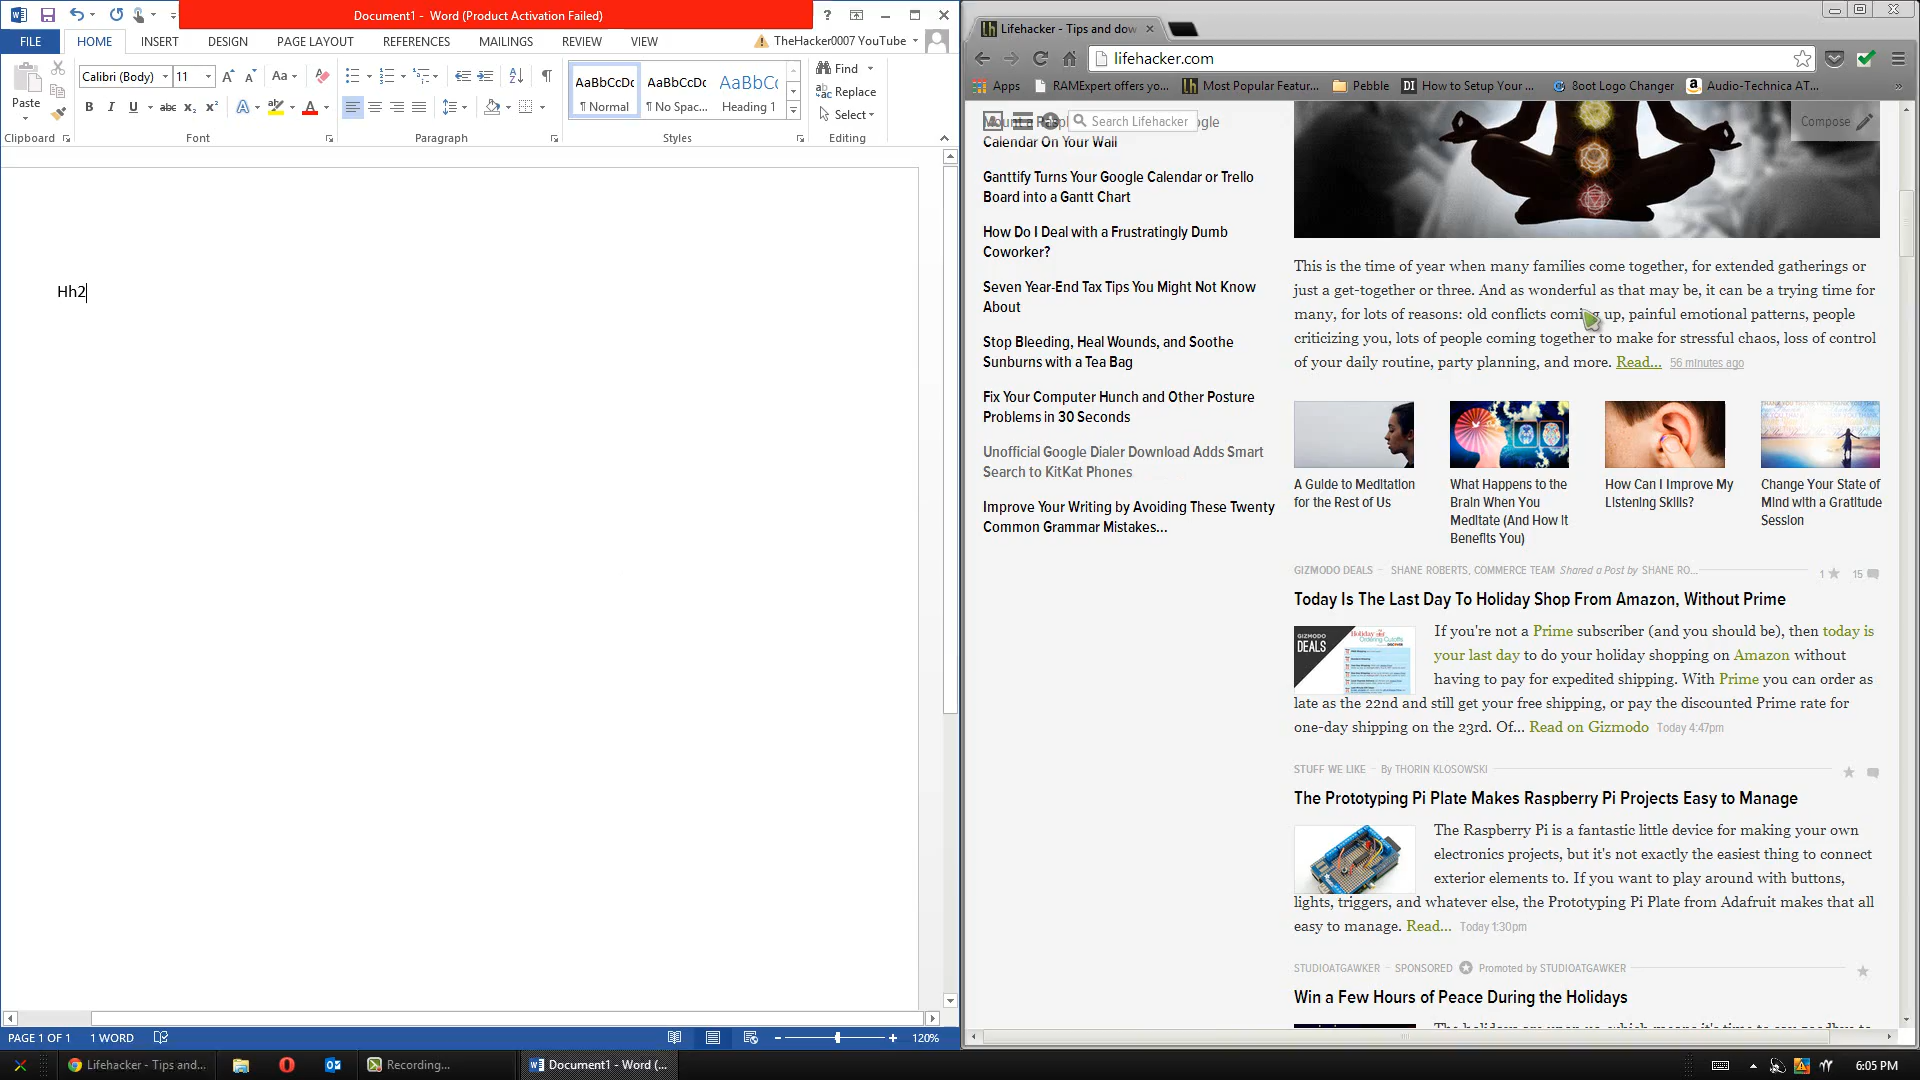 Document1 - Word (Product Activation Failed)
FILE
HOME
INSERT
DESIGN
PAGE LAYOUT
REFERENCES
MAILINGS
REVIEW
VIEW
TheHacker0007 YouTube
Paste
Calibri (Body)
11
Aa
AaBbCcDc
AaBbCcDc
AaBbCc
¶ Normal
¶ No Spac...
Heading 1
Find
Replace
Select
Clipboard
Font
Paragraph
Styles
Editing
Hh2
PAGE 1 OF 1
1 WORD
120%
Lifehacker - Tips and dow
lifehacker.com
Apps
RAMExpert offers yo...
Most Popular Featur...
Pebble
How to Setup Your ...
8oot Logo Changer
Audio-Technica AT...
Search Lifehacker
Compose
Calendar On Your Wall
Ganttify Turns Your Google Calendar or Trello
Board into a Gantt Chart
How Do I Deal with a Frustratingly Dumb
Coworker?
Seven Year-End Tax Tips You Might Not Know
About
Stop Bleeding, Heal Wounds, and Soothe
Sunburns with a Tea Bag
Fix Your Computer Hunch and Other Posture
Problems in 30 Seconds
Unofficial Google Dialer Download Adds Smart
Search to KitKat Phones
Improve Your Writing by Avoiding These Twenty
Common Grammar Mistakes...
This is the time of year when many families come together, for extended gatherings or
just a get-together or three. And as wonderful as that may be, it can be a trying time for
many, for lots of reasons: old conflicts coming up, painful emotional patterns, people
criticizing you, lots of people coming together to make for stressful chaos, loss of control
of your daily routine, party planning, and more. Read... 56 minutes ago
A Guide to Meditation
for the Rest of Us
What Happens to the
Brain When You
Meditate (And How It
Benefits You)
How Can I Improve My
Listening Skills?
Change Your State of
Mind with a Gratitude
Session
GIZMODO DEALS - SHANE ROBERTS, COMMERCE TEAM Shared a Post by SHANE RO...
1
15
Today Is The Last Day To Holiday Shop From Amazon, Without Prime
GIZMODO
DEALS
If you're not a Prime subscriber (and you should be), then today is
your last day to do your holiday shopping on Amazon without
having to pay for expedited shipping. With Prime you can order as
late as the 22nd and still get your free shipping, or pay the discounted Prime rate for
one-day shipping on the 23rd. Of... Read on Gizmodo Today 4:47pm
STUFF WE LIKE - By THORIN KLOSOWSKI
The Prototyping Pi Plate Makes Raspberry Pi Projects Easy to Manage
The Raspberry Pi is a fantastic little device for making your own
electronics projects, but it's not exactly the easiest thing to connect
exterior elements to. If you want to play around with buttons,
lights, triggers, and whatever else, the Prototyping Pi Plate from Adafruit makes that all
easy to manage. Read... Today 1:30pm
STUDIOATGAWKER - SPONSORED Promoted by STUDIOATGAWKER
Win a Few Hours of Peace During the Holidays
Lifehacker - Tips and...
Recording...
Document1 - Word (...
6:05 PM